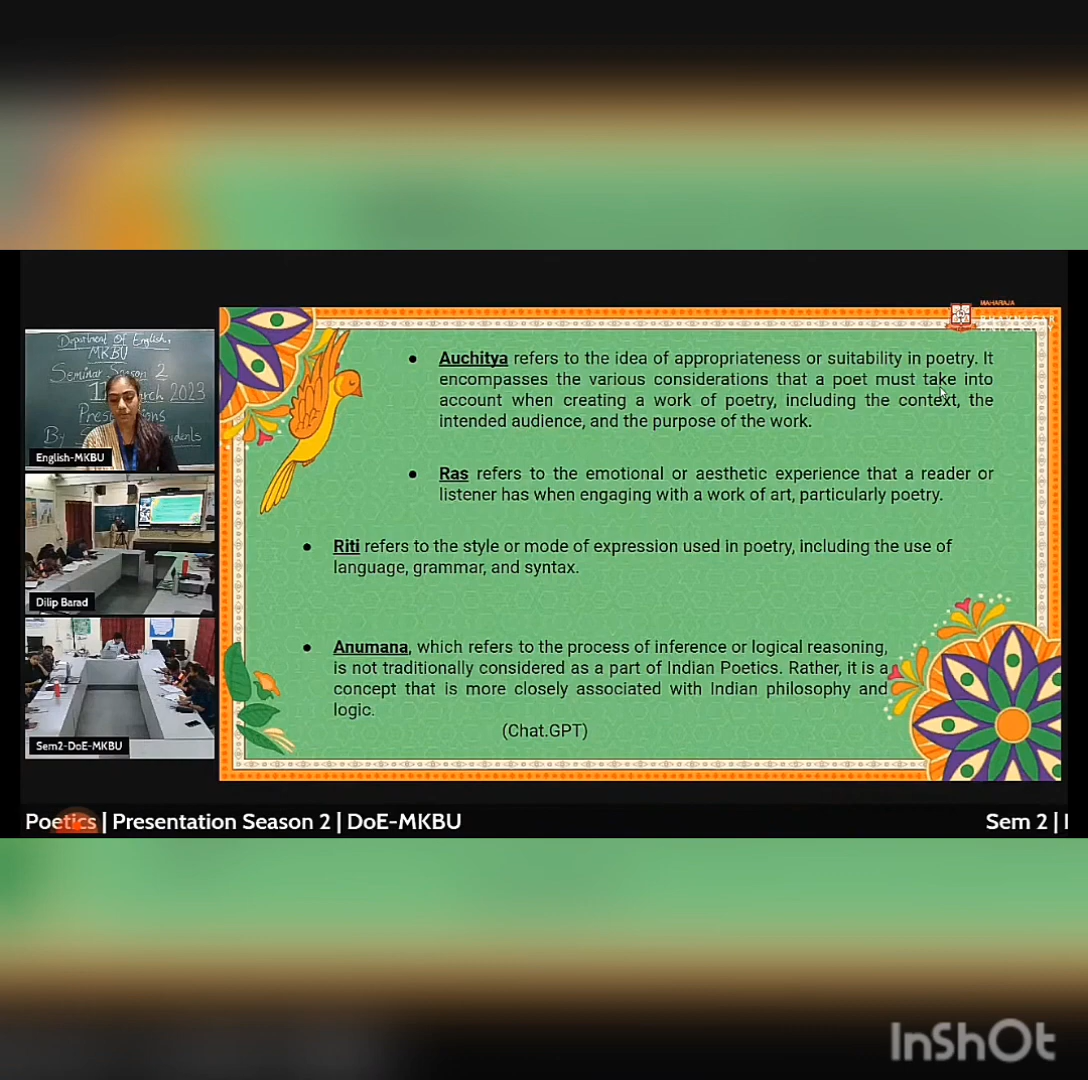 MAHARAJA
BHAVNAGAR
UNIVERSITY
Department Of English,
MKBU
Seminar Season 2
March 2023
By
English-MKBU
Dilip Barad
Sem2-DoE-MKBU
● Auchitya refers to the idea of appropriateness or suitability in poetry. It
encompasses the various considerations that a poet must take into
account when creating a work of poetry, including the context, the
intended audience, and the purpose of the work.
● Ras refers to the emotional or aesthetic experience that a reader or
listener has when engaging with a work of art, particularly poetry.
● Riti refers to the style or mode of expression used in poetry, including the use of
language, grammar, and syntax.
● Anumana, which refers to the process of inference or logical reasoning,
is not traditionally considered as a part of Indian Poetics. Rather, it is a
concept that is more closely associated with Indian philosophy and
logic.
(Chat.GPT)
Poetics | Presentation Season 2 | DoE-MKBU
Sem 2 |
InShOt